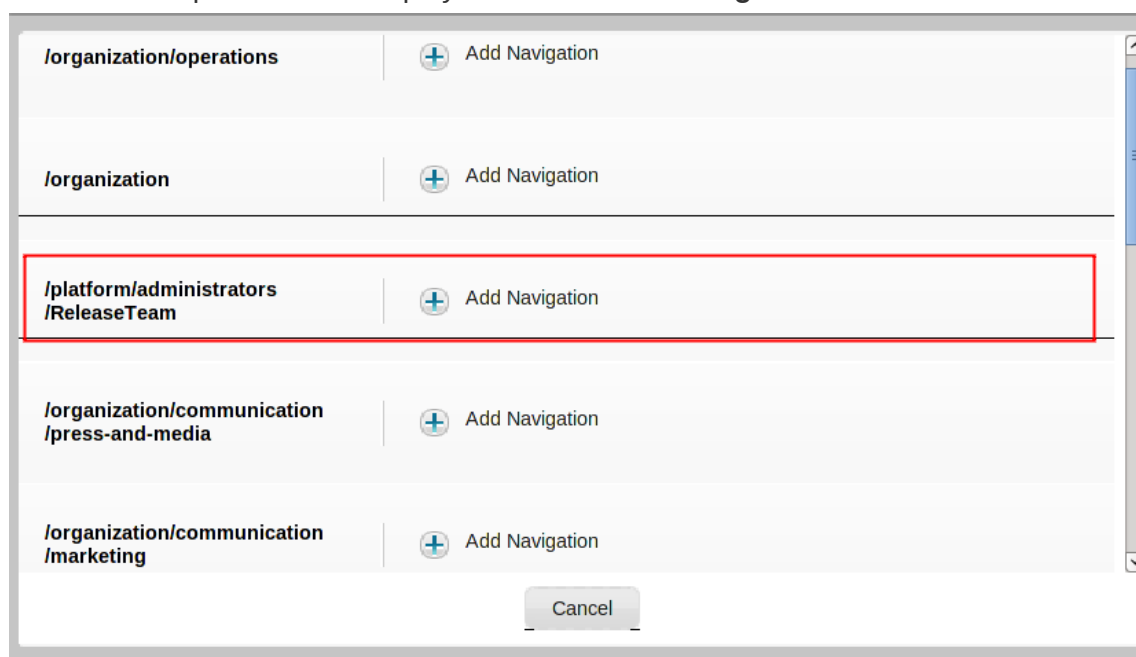 /organization/operations
Add Navigation
/organization
Add Navigation
/platform/administrators
/ReleaseTeam
Add Navigation
/organization/communication
/press-and-media
Add Navigation
/organization/communication
/marketing
Add Navigation
Cancel